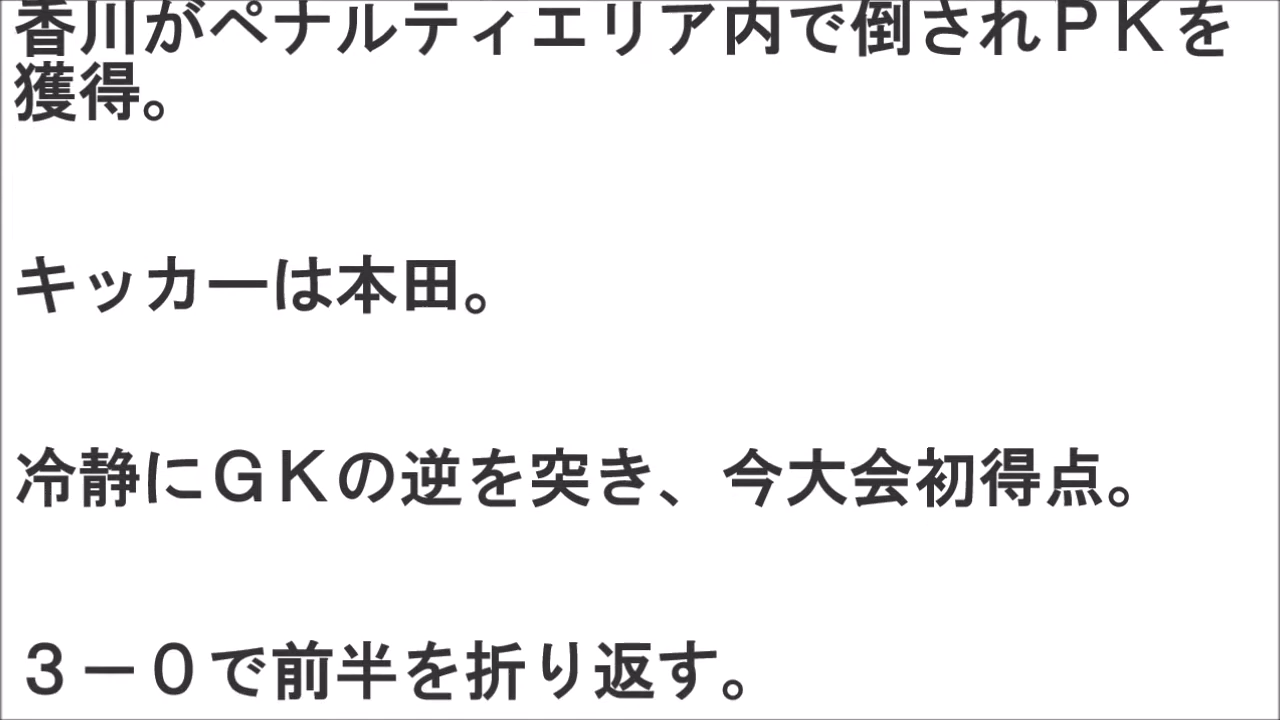 香川がペナルティエリア内で倒されＰＫを
獲得。
キッカーは本田。
冷静にＧＫの逆を突き、今大会初得点。
３－０で前半を折り返す。